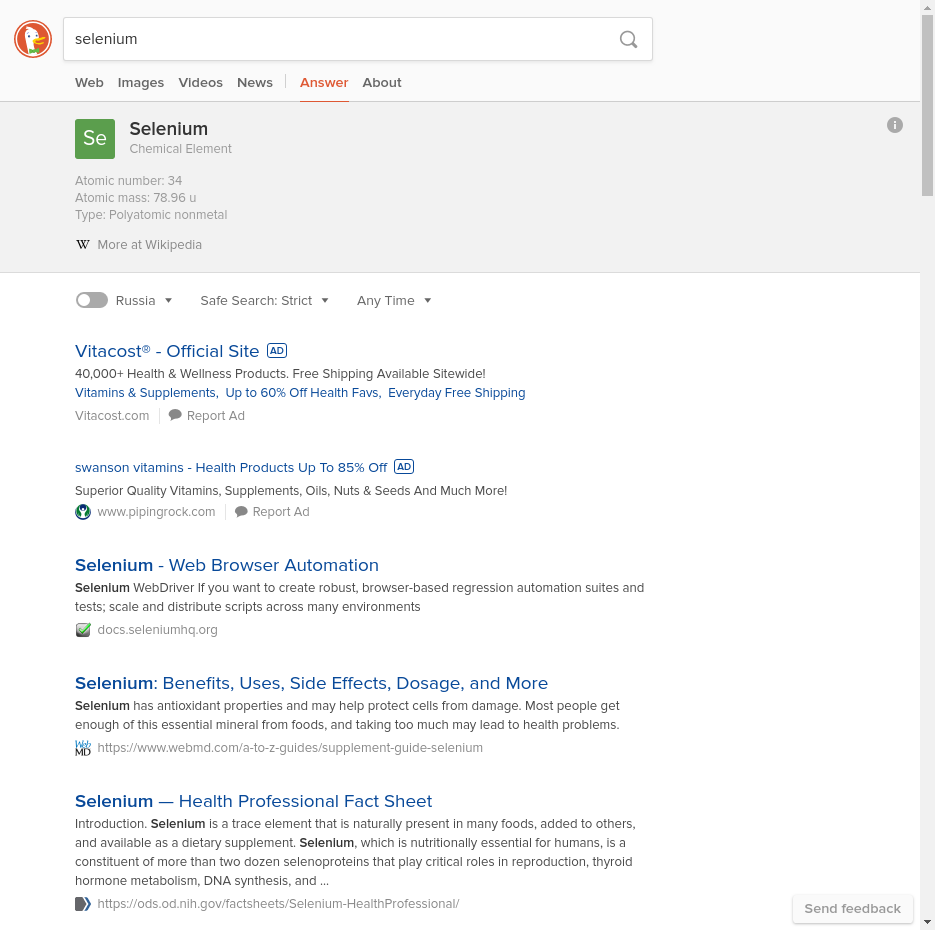 selenium
Web Images Videos News Answer About
Se
Selenium
Chemical Element
Atomic number: 34
Atomic mass: 78.96 u
Type: Polyatomic nonmetal
W More at Wikipedia
Russia Safe Search: Strict Any Time
Vitacost® - Official Site AD
40,000+ Health & Wellness Products. Free Shipping Available Sitewide!
Vitamins & Supplements, Up to 60% Off Health Favs, Everyday Free Shipping
Vitacost.com Report Ad
swanson vitamins - Health Products Up To 85% Off AD
Superior Quality Vitamins, Supplements, Oils, Nuts & Seeds And Much More!
www.pipingrock.com Report Ad
Selenium - Web Browser Automation
Selenium WebDriver If you want to create robust, browser-based regression automation suites and
tests; scale and distribute scripts across many environments
docs.seleniumhq.org
Selenium: Benefits, Uses, Side Effects, Dosage, and More
Selenium has antioxidant properties and may help protect cells from damage. Most people get
enough of this essential mineral from foods, and taking too much may lead to health problems.
Web MD https://www.webmd.com/a-to-z-guides/supplement-guide-selenium
Selenium — Health Professional Fact Sheet
Introduction. Selenium is a trace element that is naturally present in many foods, added to others,
and available as a dietary supplement. Selenium, which is nutritionally essential for humans, is a
constituent of more than two dozen selenoproteins that play critical roles in reproduction, thyroid
hormone metabolism, DNA synthesis, and ...
https://ods.od.nih.gov/factsheets/Selenium-HealthProfessional/
Send feedback